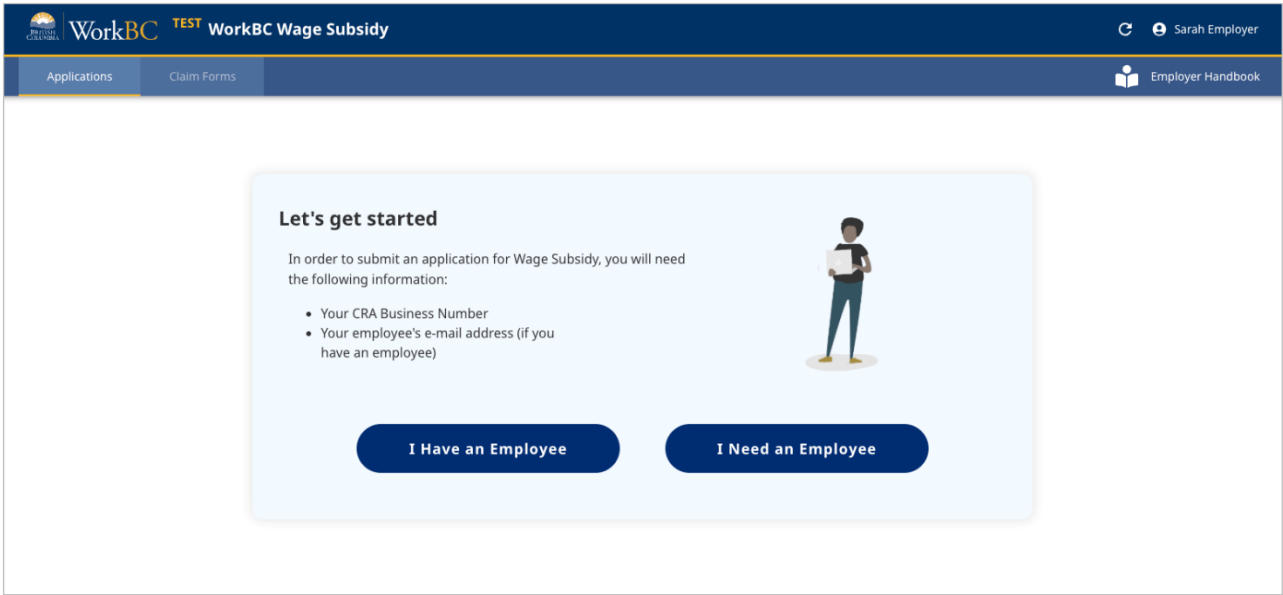 BRITISH
COLUMBIA
WorkBC
TEST WorkBC Wage Subsidy
Sarah Employer
Applications
Claim Forms
Employer Handbook
Let's get started
In order to submit an application for Wage Subsidy, you will need
the following information:
• Your CRA Business Number
• Your employee's e-mail address (if you
have an employee)
I Have an Employee
I Need an Employee